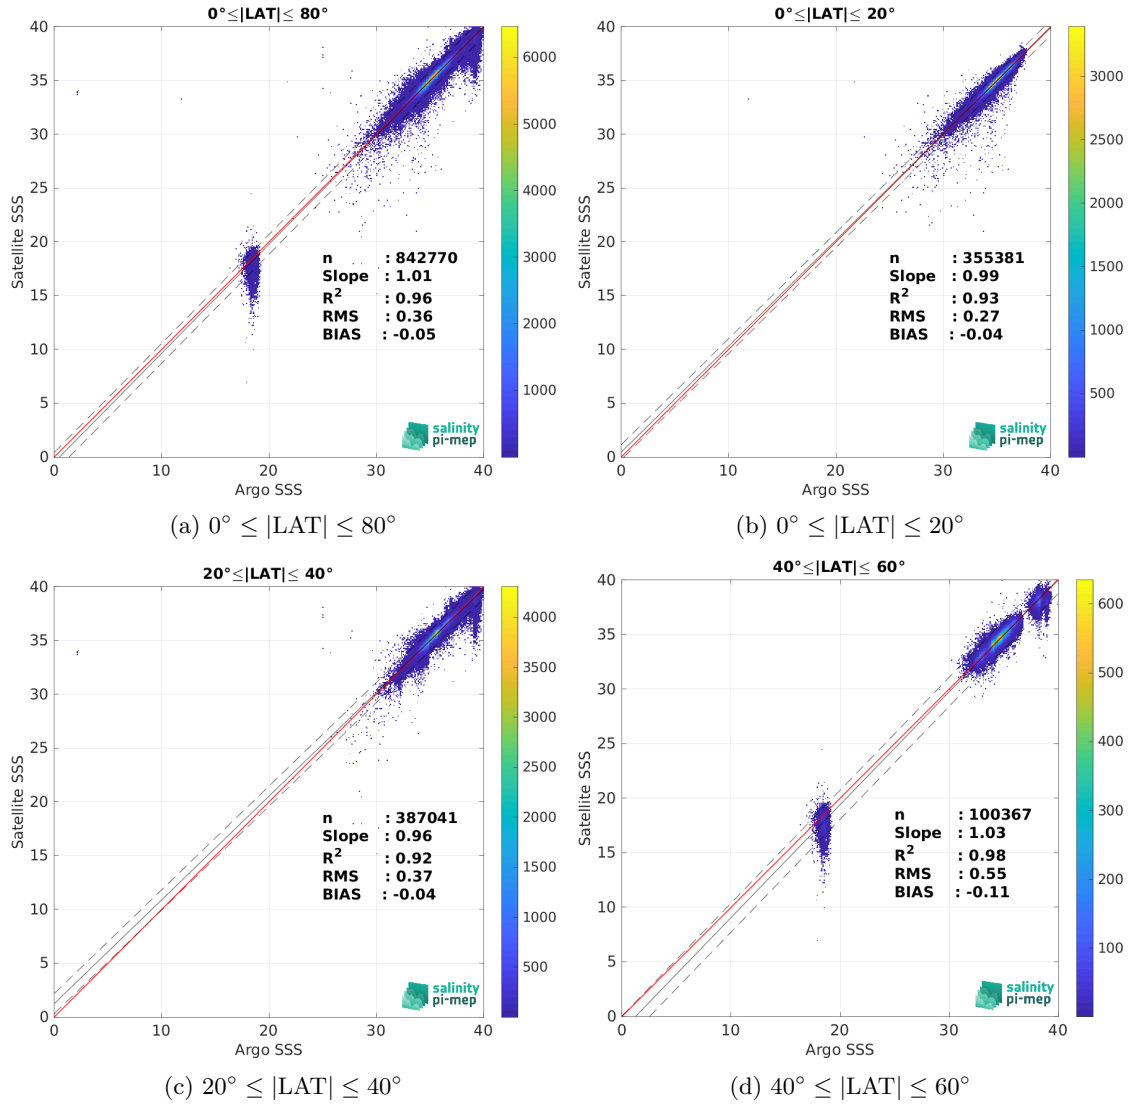 0°≤|LAT|≤ 80°
40
35
30
25
20
15
10
5
0
Satellite SSS
0
10
20
30
40
Argo SSS
6000
5000
4000
3000
2000
1000
n : 842770
Slope : 1.01
R² : 0.96
RMS : 0.36
BIAS : -0.05
salinity
pi-mep
(a) 0° ≤ |LAT| ≤ 80°
0°≤|LAT|≤ 20°
40
35
30
25
20
15
10
5
0
Satellite SSS
0
10
20
30
40
Argo SSS
3000
2500
2000
1500
1000
500
n : 355381
Slope : 0.99
R² : 0.93
RMS : 0.27
BIAS : -0.04
salinity
pi-mep
(b) 0° ≤ |LAT| ≤ 20°
20°≤|LAT|≤ 40°
40
35
30
25
20
15
10
5
0
Satellite SSS
0
10
20
30
40
Argo SSS
4000
3500
3000
2500
2000
1500
1000
500
n : 387041
Slope : 0.96
R² : 0.92
RMS : 0.37
BIAS : -0.04
salinity
pi-mep
(c) 20° ≤ |LAT| ≤ 40°
40°≤|LAT|≤ 60°
40
35
30
25
20
15
10
5
0
Satellite SSS
0
10
20
30
40
Argo SSS
600
500
400
300
200
100
n : 100367
Slope : 1.03
R² : 0.98
RMS : 0.55
BIAS : -0.11
salinity
pi-mep
(d) 40° ≤ |LAT| ≤ 60°